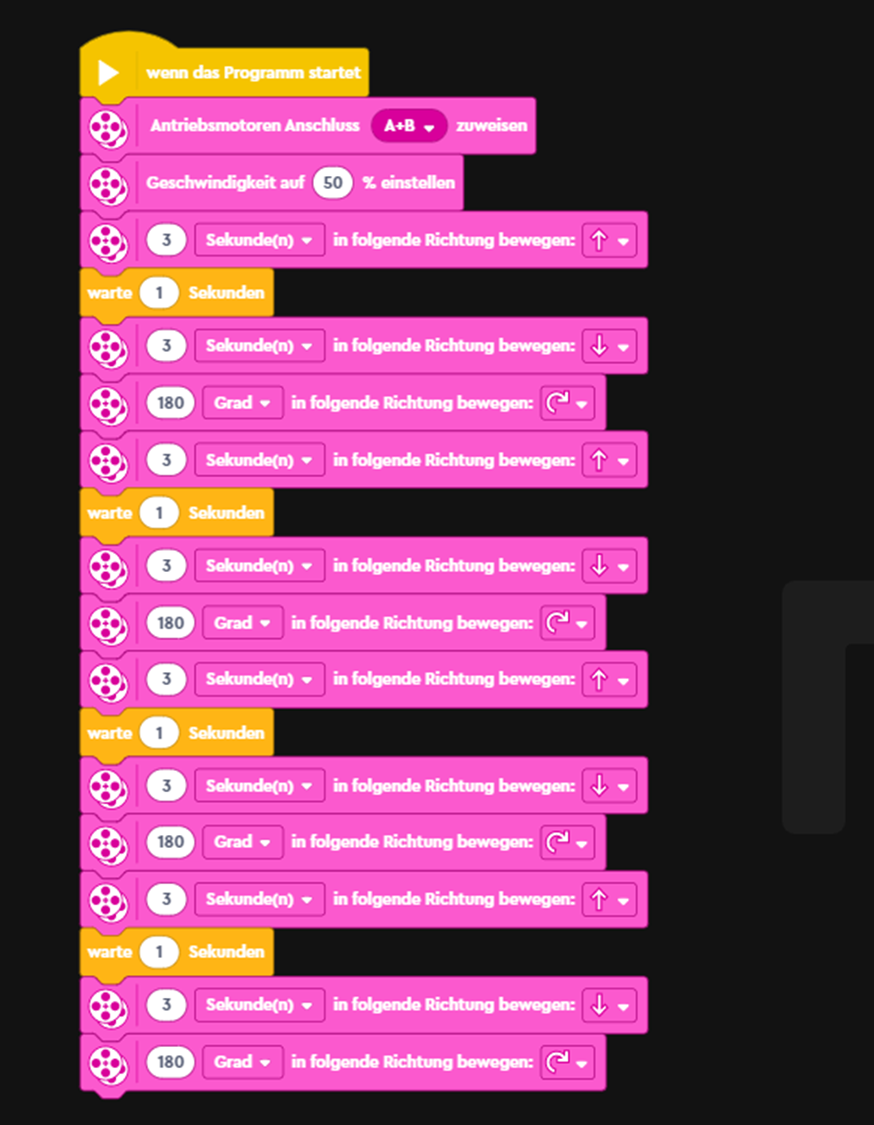 wenn das Programm startet
Antriebsmotoren Anschluss A+B zuweisen
Geschwindigkeit auf 50 % einstellen
3 Sekunde(n) in folgende Richtung bewegen:
warte 1 Sekunden
3 Sekunde(n) in folgende Richtung bewegen:
180 Grad in folgende Richtung bewegen:
3 Sekunde(n) in folgende Richtung bewegen:
warte 1 Sekunden
3 Sekunde(n) in folgende Richtung bewegen:
180 Grad in folgende Richtung bewegen:
3 Sekunde(n) in folgende Richtung bewegen:
warte 1 Sekunden
3 Sekunde(n) in folgende Richtung bewegen:
180 Grad in folgende Richtung bewegen:
3 Sekunde(n) in folgende Richtung bewegen:
warte 1 Sekunden
3 Sekunde(n) in folgende Richtung bewegen:
180 Grad in folgende Richtung bewegen: